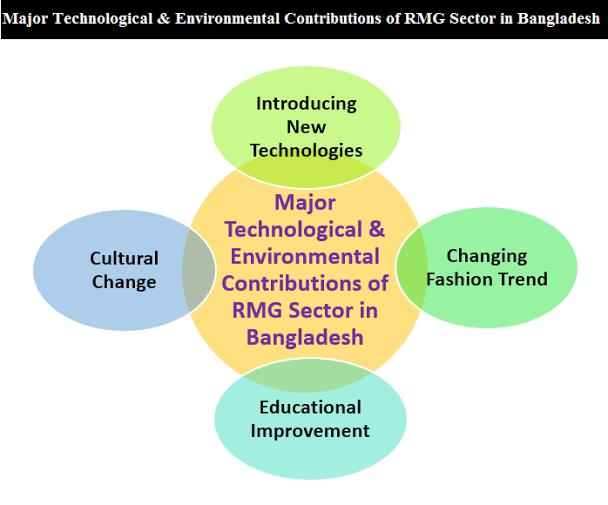 Major Technological & Environmental Contributions of RMG Sector in Bangladesh
Introducing
New
Technologies
Major
Technological &
Environmental
Contributions of
RMG Sector in
Bangladesh
Cultural
Change
Changing
Fashion Trend
Educational
Improvement